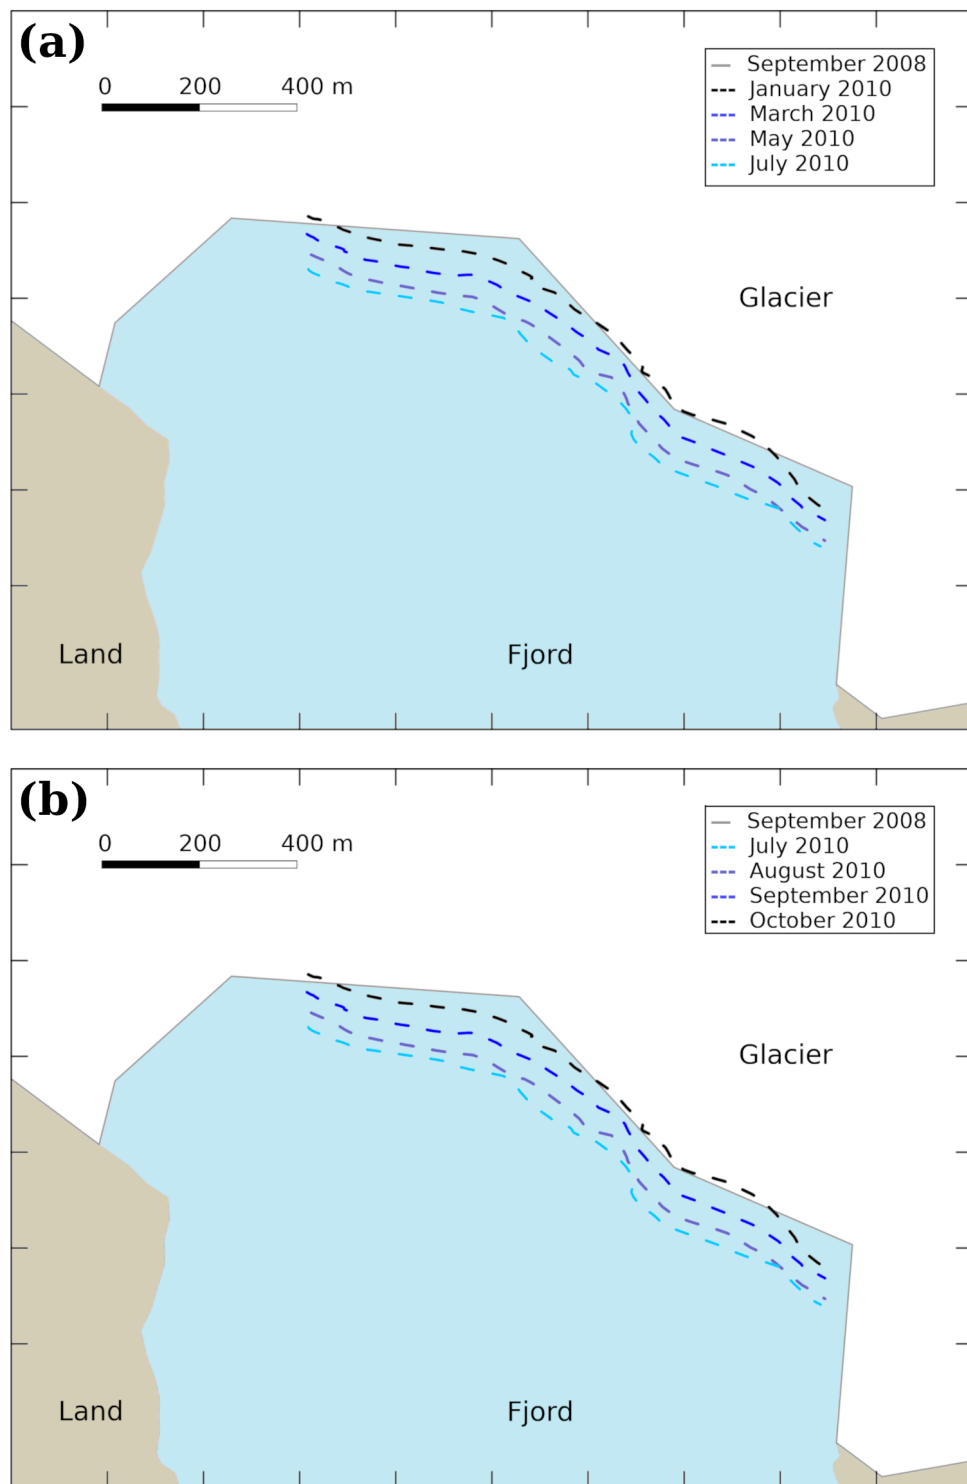 (a)
0 200 400 m
September 2008
January 2010
March 2010
May 2010
July 2010
Glacier
Land
Fjord
(b)
0 200 400 m
September 2008
July 2010
August 2010
September 2010
October 2010
Glacier
Land
Fjord